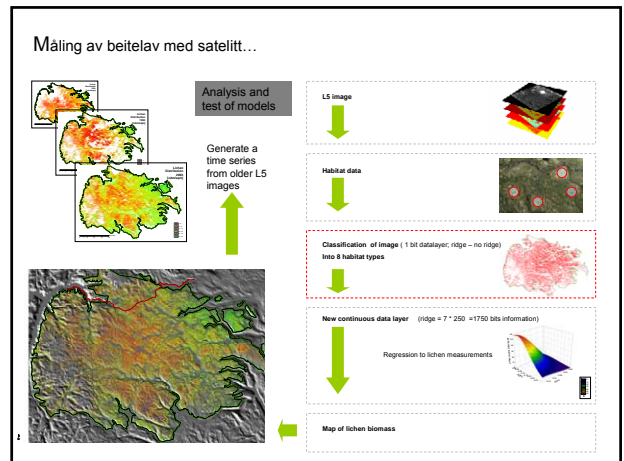 Måling av beitelav med satelitt…
Analysis and
test of models
Generate a
time series
from older L5
images
L5 image
Habitat data
Classification of image ( 1 bit datalayer; ridge – no ridge)
Into 8 habitat types
New continuous data layer (ridge = 7 * 250 =1750 bits information)
Regression to lichen measurements
Map of lichen biomass